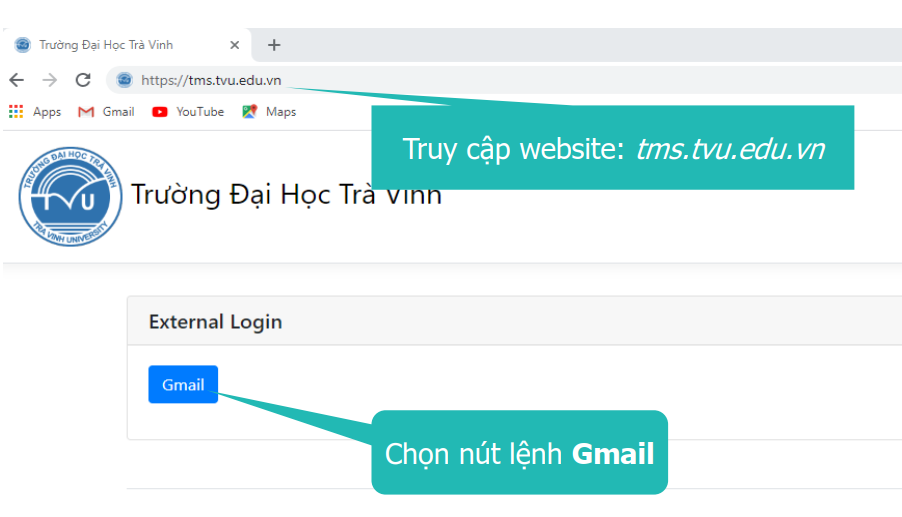 Trường Đại Học Trà Vinh
https://tms.tvu.edu.vn
Apps Gmail YouTube Maps
Truy cập website: tms.tvu.edu.vn
TRƯỜNG ĐẠI HỌC TRÀ VINH
TVU
TRA VINH UNIVERSITY
Trường Đại Học Trà Vinh
External Login
Gmail
Chọn nút lệnh Gmail